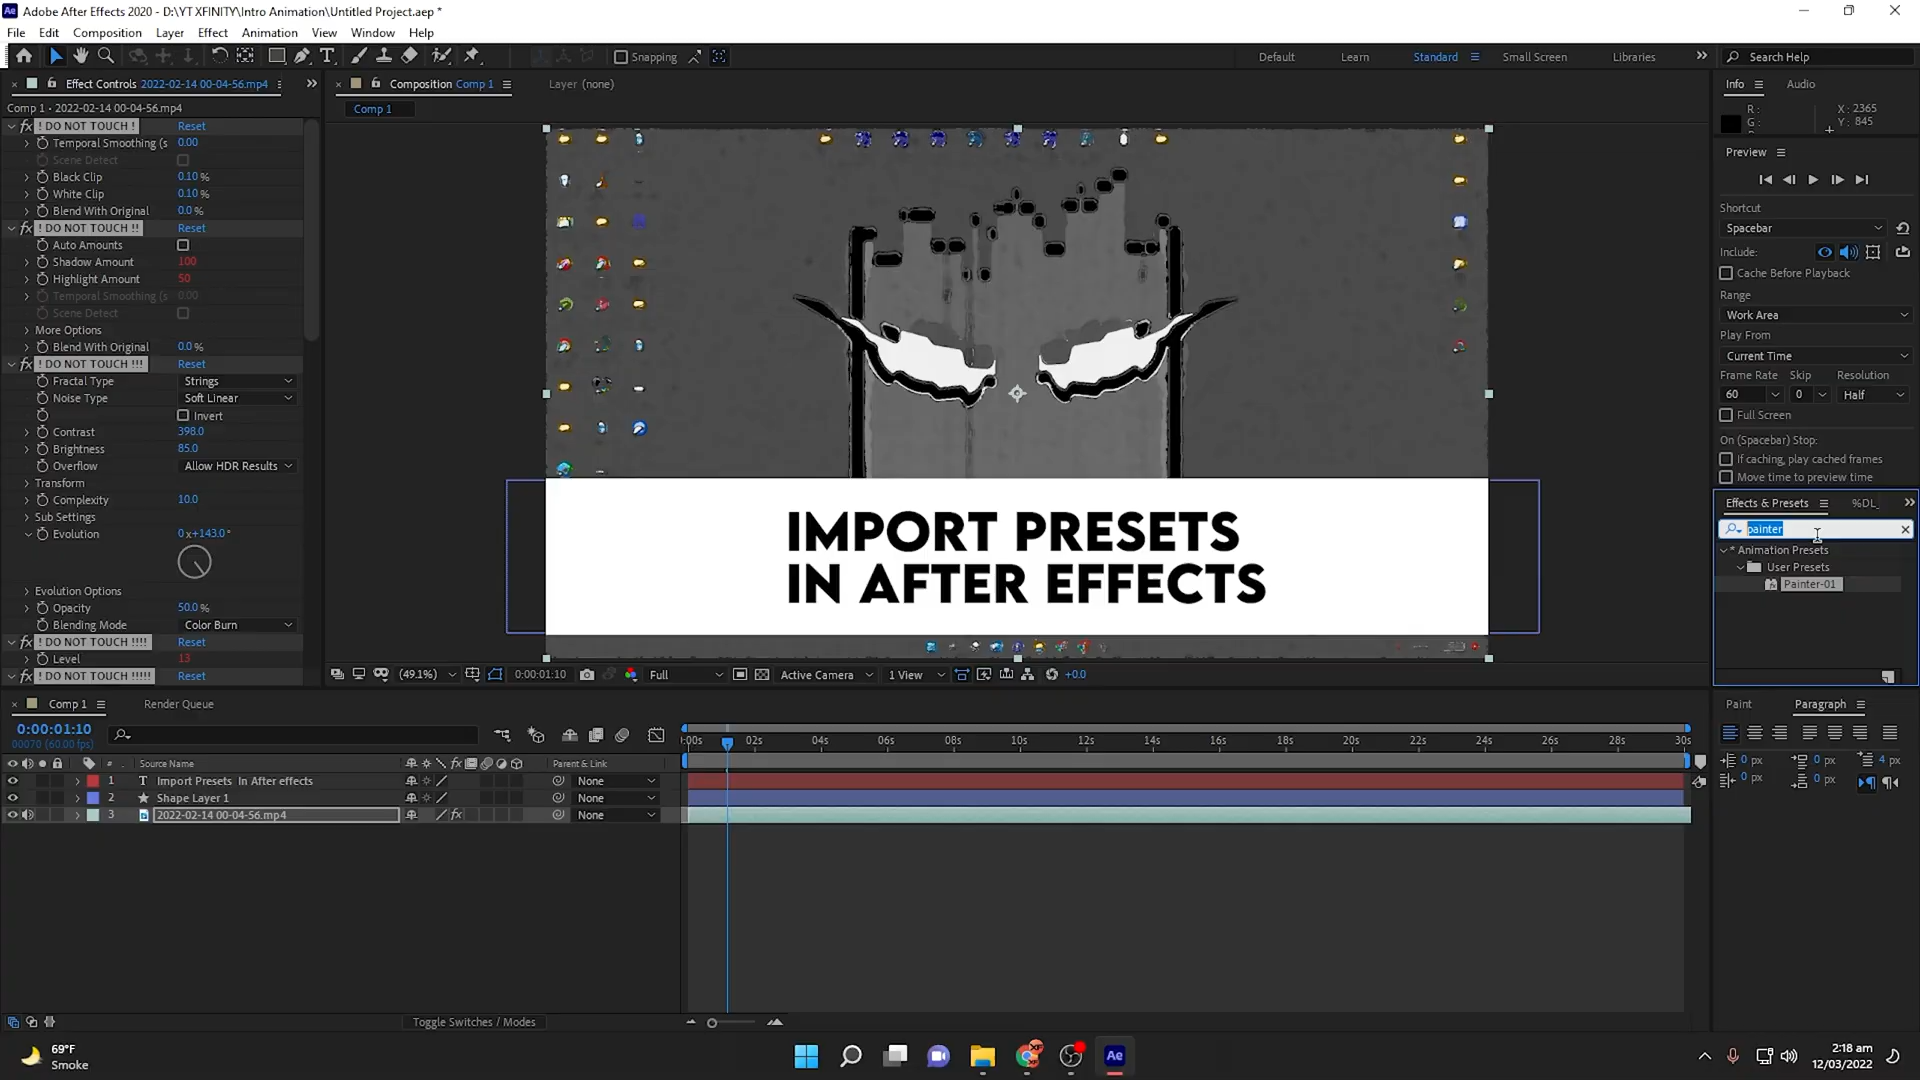 Adobe After Effects 2020 - D:\YT XFINITY\Intro Animation\Untitled Project.aep *
File Edit Composition Layer Effect Animation View Window Help
Snapping
Default Learn Standard Small Screen Libraries
Search Help
Effect Controls 2022-02-14 00-04-56.mp4
Comp 1 • 2022-02-14 00-04-56.mp4
! DO NOT TOUCH ! Reset
Temporal Smoothing (s 0.00
Scene Detect
Black Clip 0.10 %
White Clip 0.10 %
Blend With Original 0.0 %
! DO NOT TOUCH !! Reset
Auto Amounts
Shadow Amount 100
Highlight Amount 50
Temporal Smoothing (s 0.00
Scene Detect
More Options
Blend With Original 0.0 %
! DO NOT TOUCH !!! Reset
Fractal Type Strings
Noise Type Soft Linear
Invert
Contrast 398.0
Brightness 85.0
Overflow Allow HDR Results
Transform
Complexity 10.0
Sub Settings
Evolution 0x+143.0°
Evolution Options
Opacity 50.0 %
Blending Mode Color Burn
! DO NOT TOUCH !!!! Reset
Level 13
! DO NOT TOUCH !!!!! Reset
Composition Comp 1
Layer (none)
Comp 1
IMPORT PRESETS
IN AFTER EFFECTS
(49.1%) 0:00:01:10 Full Active Camera 1 View +0.0
Info Audio
R:
G:
X: 2365
Y: 845
Preview
Shortcut
Spacebar
Include:
Cache Before Playback
Range
Work Area
Play From
Current Time
Frame Rate Skip Resolution
60 0 Half
Full Screen
On (Spacebar) Stop:
If caching, play cached frames
Move time to preview time
Effects & Presets %DL_
painter
* Animation Presets
User Presets
Painter-01
Paint Paragraph
0 px 0 px 4 px
0 px 0 px
Comp 1 Render Queue
0:00:01:10
00070 (60.00 fps)
# Source Name Parent & Link
1 T Import Presets In After effects None
2 Shape Layer 1 None
3 2022-02-14 00-04-56.mp4 None
:00s 02s 04s 06s 08s 10s 12s 14s 16s 18s 20s 22s 24s 26s 28s 30s
Toggle Switches / Modes
69°F
Smoke
Ae
2:18 am
12/03/2022